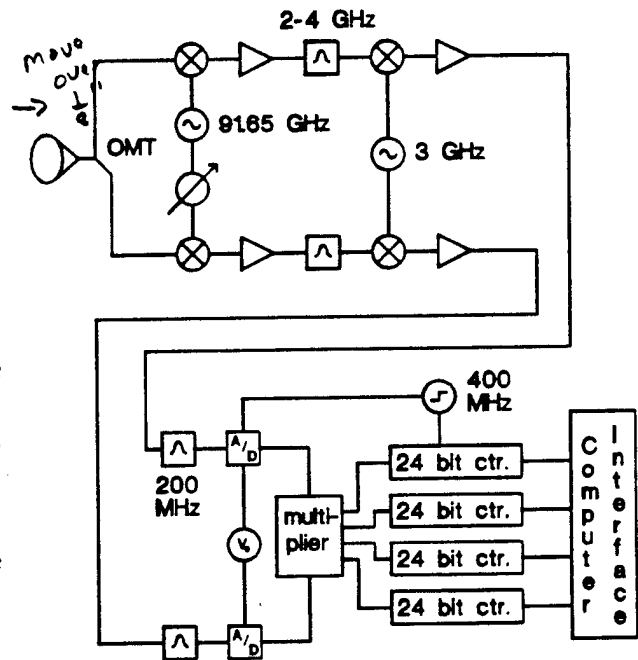 2-4 GHz
move
over
OMT
91.65 GHz
3 GHz
400
MHz
A/D
200
MHz
multi-
plier
V₀
A/D
24 bit ctr.
24 bit ctr.
24 bit ctr.
24 bit ctr.
Computer
Interface